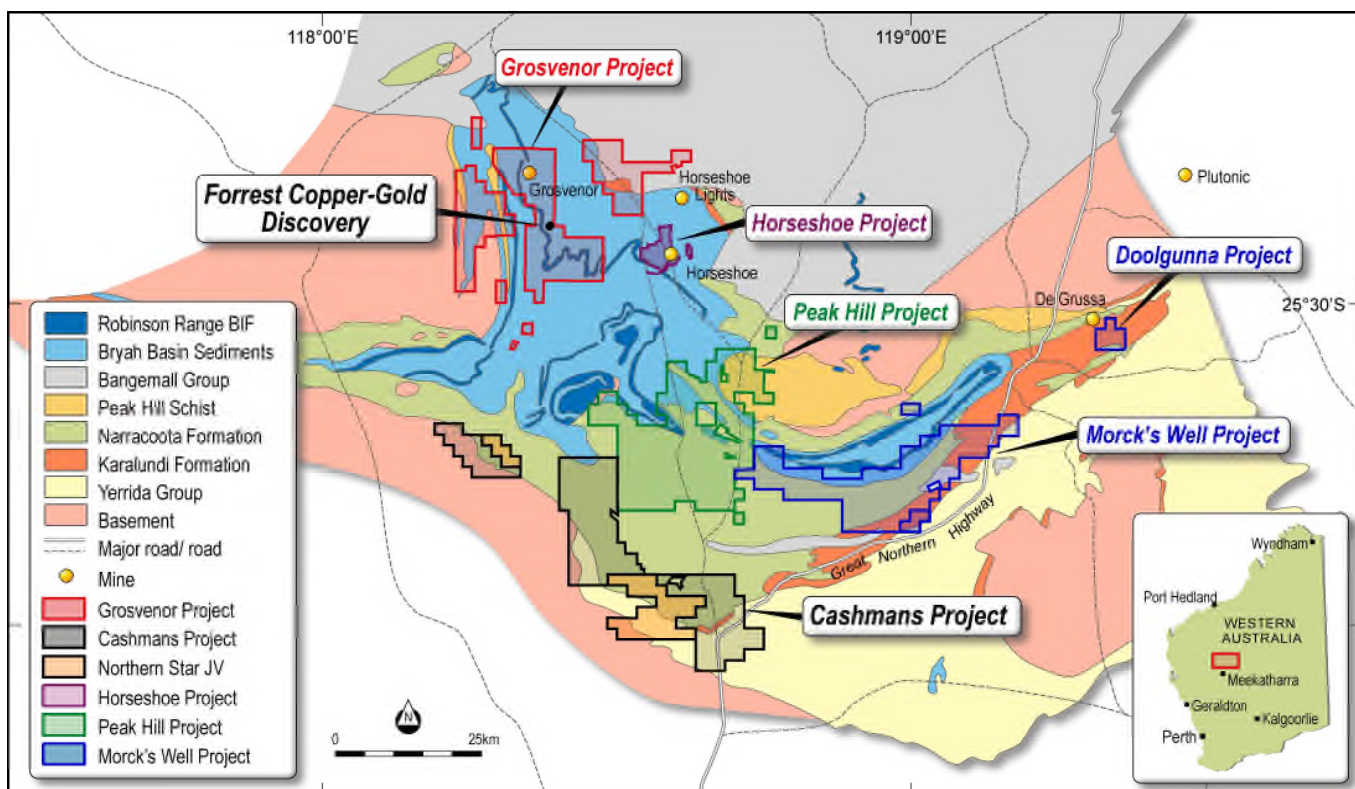 118°00'E
119°00'E
Grosvenor Project
Grosvenor
Forrest Copper-Gold
Discovery
Horseshoe
Lights
Horseshoe Project
Horseshoe
Plutonic
Doolgunna Project
De Grussa
25°30'S
Peak Hill Project
Morck's Well Project
Great Northern Highway
Cashmans Project
Robinson Range BIF
Bryah Basin Sediments
Bangemall Group
Peak Hill Schist
Narracoota Formation
Karalundi Formation
Yerrida Group
Basement
Major road/ road
Mine
Grosvenor Project
Cashmans Project
Northern Star JV
Horseshoe Project
Peak Hill Project
Morck's Well Project
N
0 25km
Wyndham
Port Hedland
WESTERN
AUSTRALIA
Meekatharra
Geraldton
Kalgoorlie
Perth